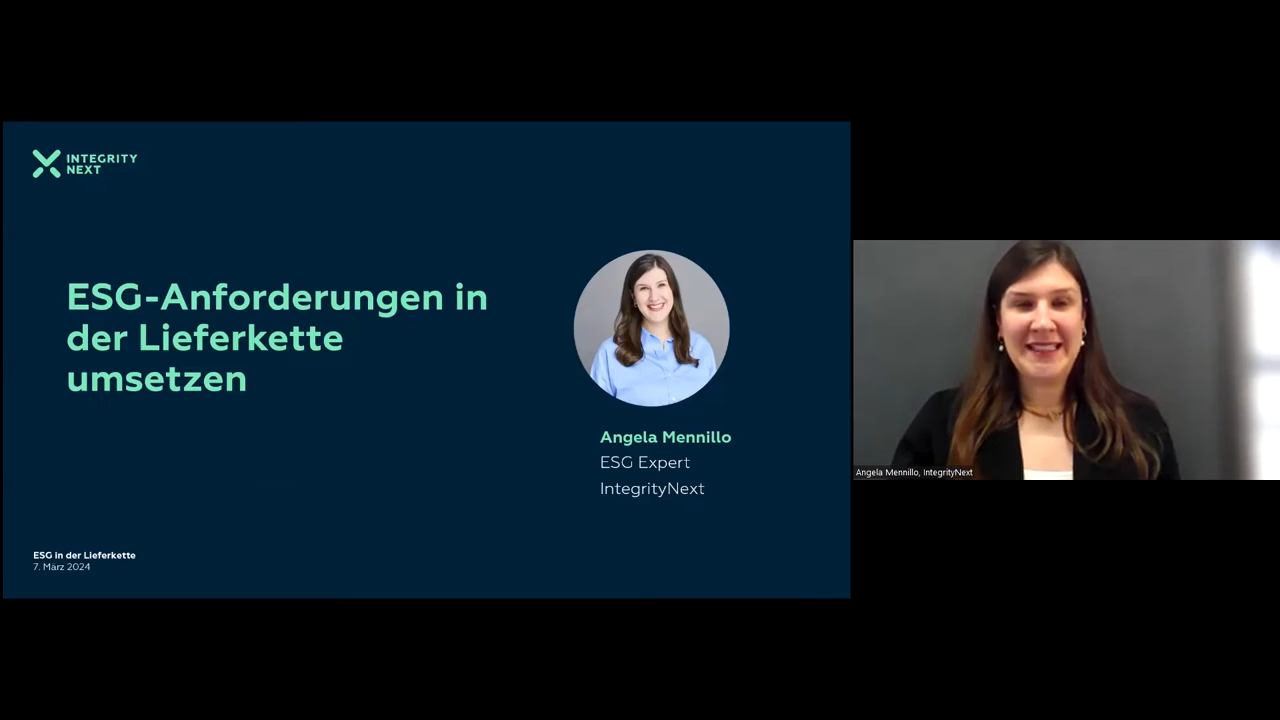 INTEGRITY
NEXT
ESG-Anforderungen in
der Lieferkette
umsetzen
Angela Mennillo
ESG Expert
IntegrityNext
ESG in der Lieferkette
7. März 2024
Angela Mennillo, IntegrityNext